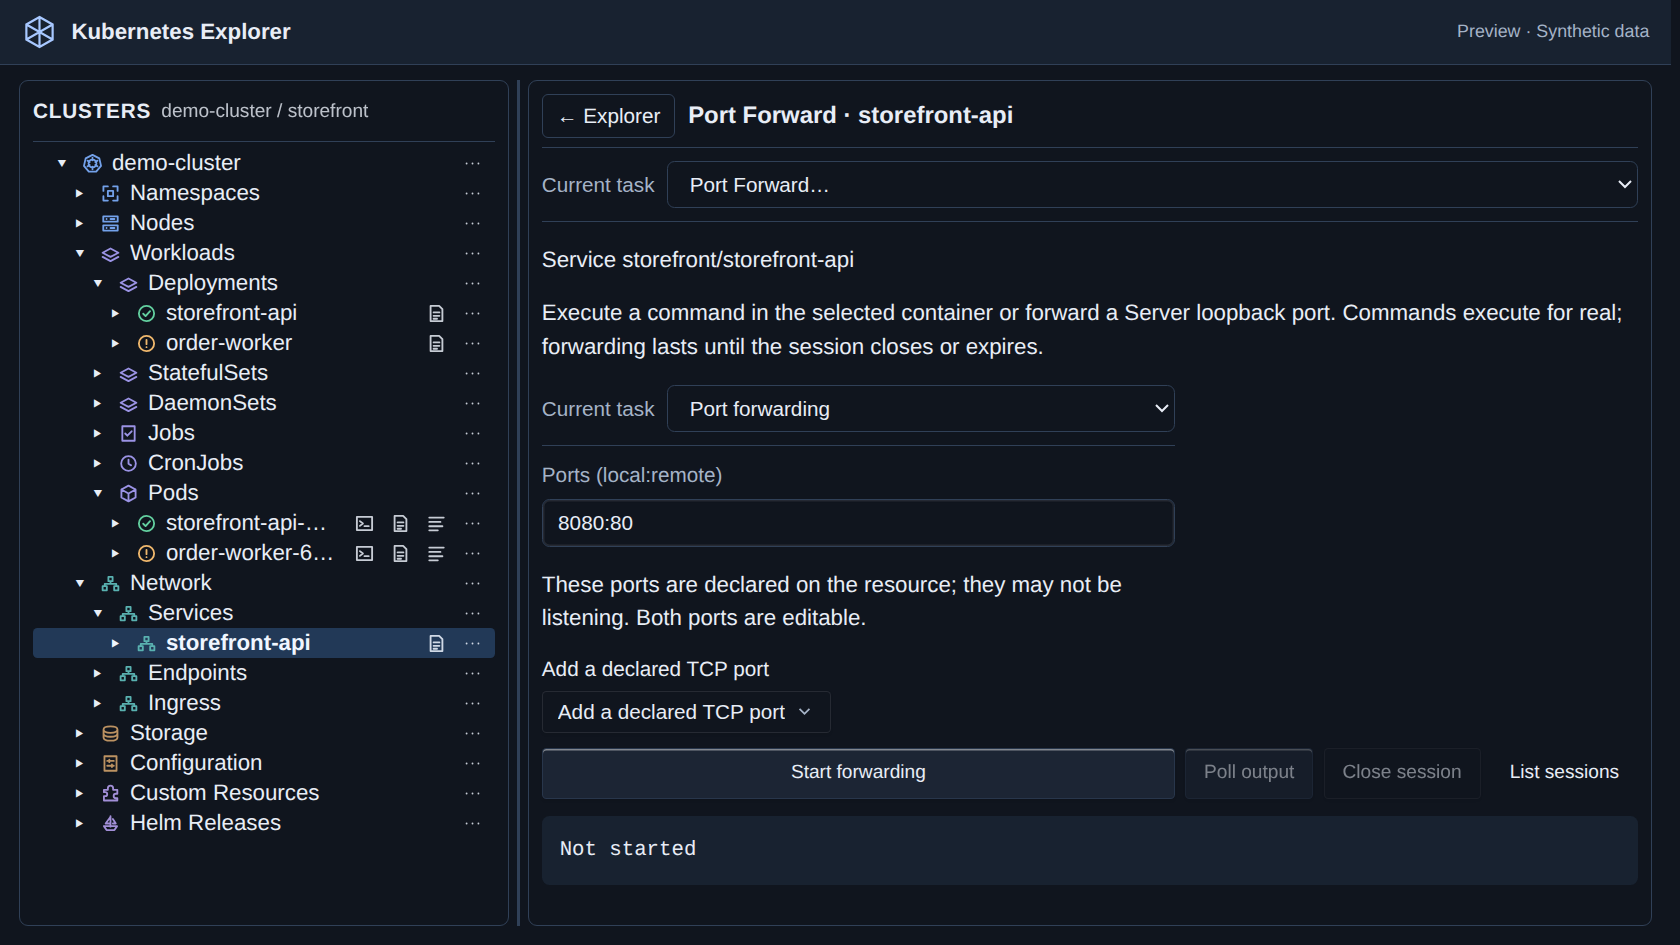 Kubernetes Explorer
Preview · Synthetic data
CLUSTERS demo-cluster / storefront
demo-cluster
Namespaces
Nodes
Workloads
Deployments
storefront-api
order-worker
StatefulSets
DaemonSets
Jobs
CronJobs
Pods
storefront-api-…
order-worker-6…
Network
Services
storefront-api
Endpoints
Ingress
Storage
Configuration
Custom Resources
Helm Releases
← Explorer
Port Forward · storefront-api
Current task
Port Forward…
Service storefront/storefront-api
Execute a command in the selected container or forward a Server loopback port. Commands execute for real;
forwarding lasts until the session closes or expires.
Current task
Port forwarding
Ports (local:remote)
8080:80
These ports are declared on the resource; they may not be
listening. Both ports are editable.
Add a declared TCP port
Add a declared TCP port
Start forwarding
Poll output
Close session
List sessions
Not started